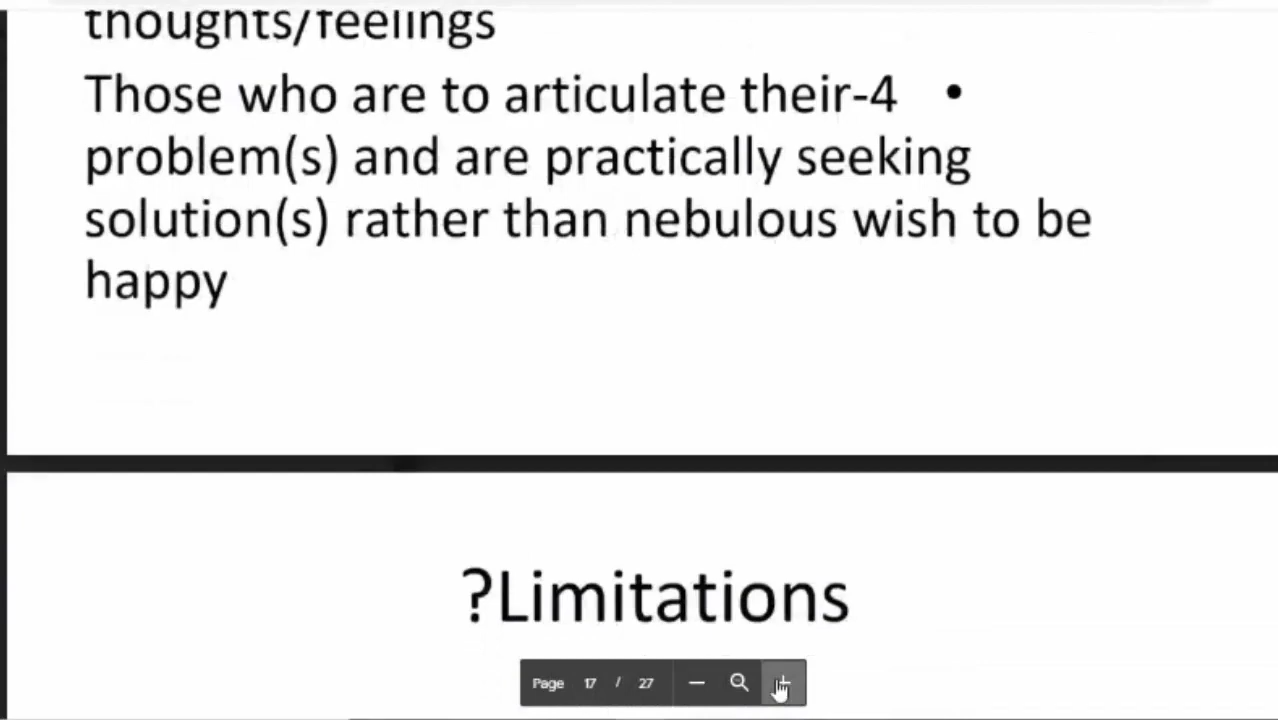 thoughts/feelings
Those who are to articulate their-4 •
problem(s) and are practically seeking
solution(s) rather than nebulous wish to be
happy
?Limitations
Page 17 / 27